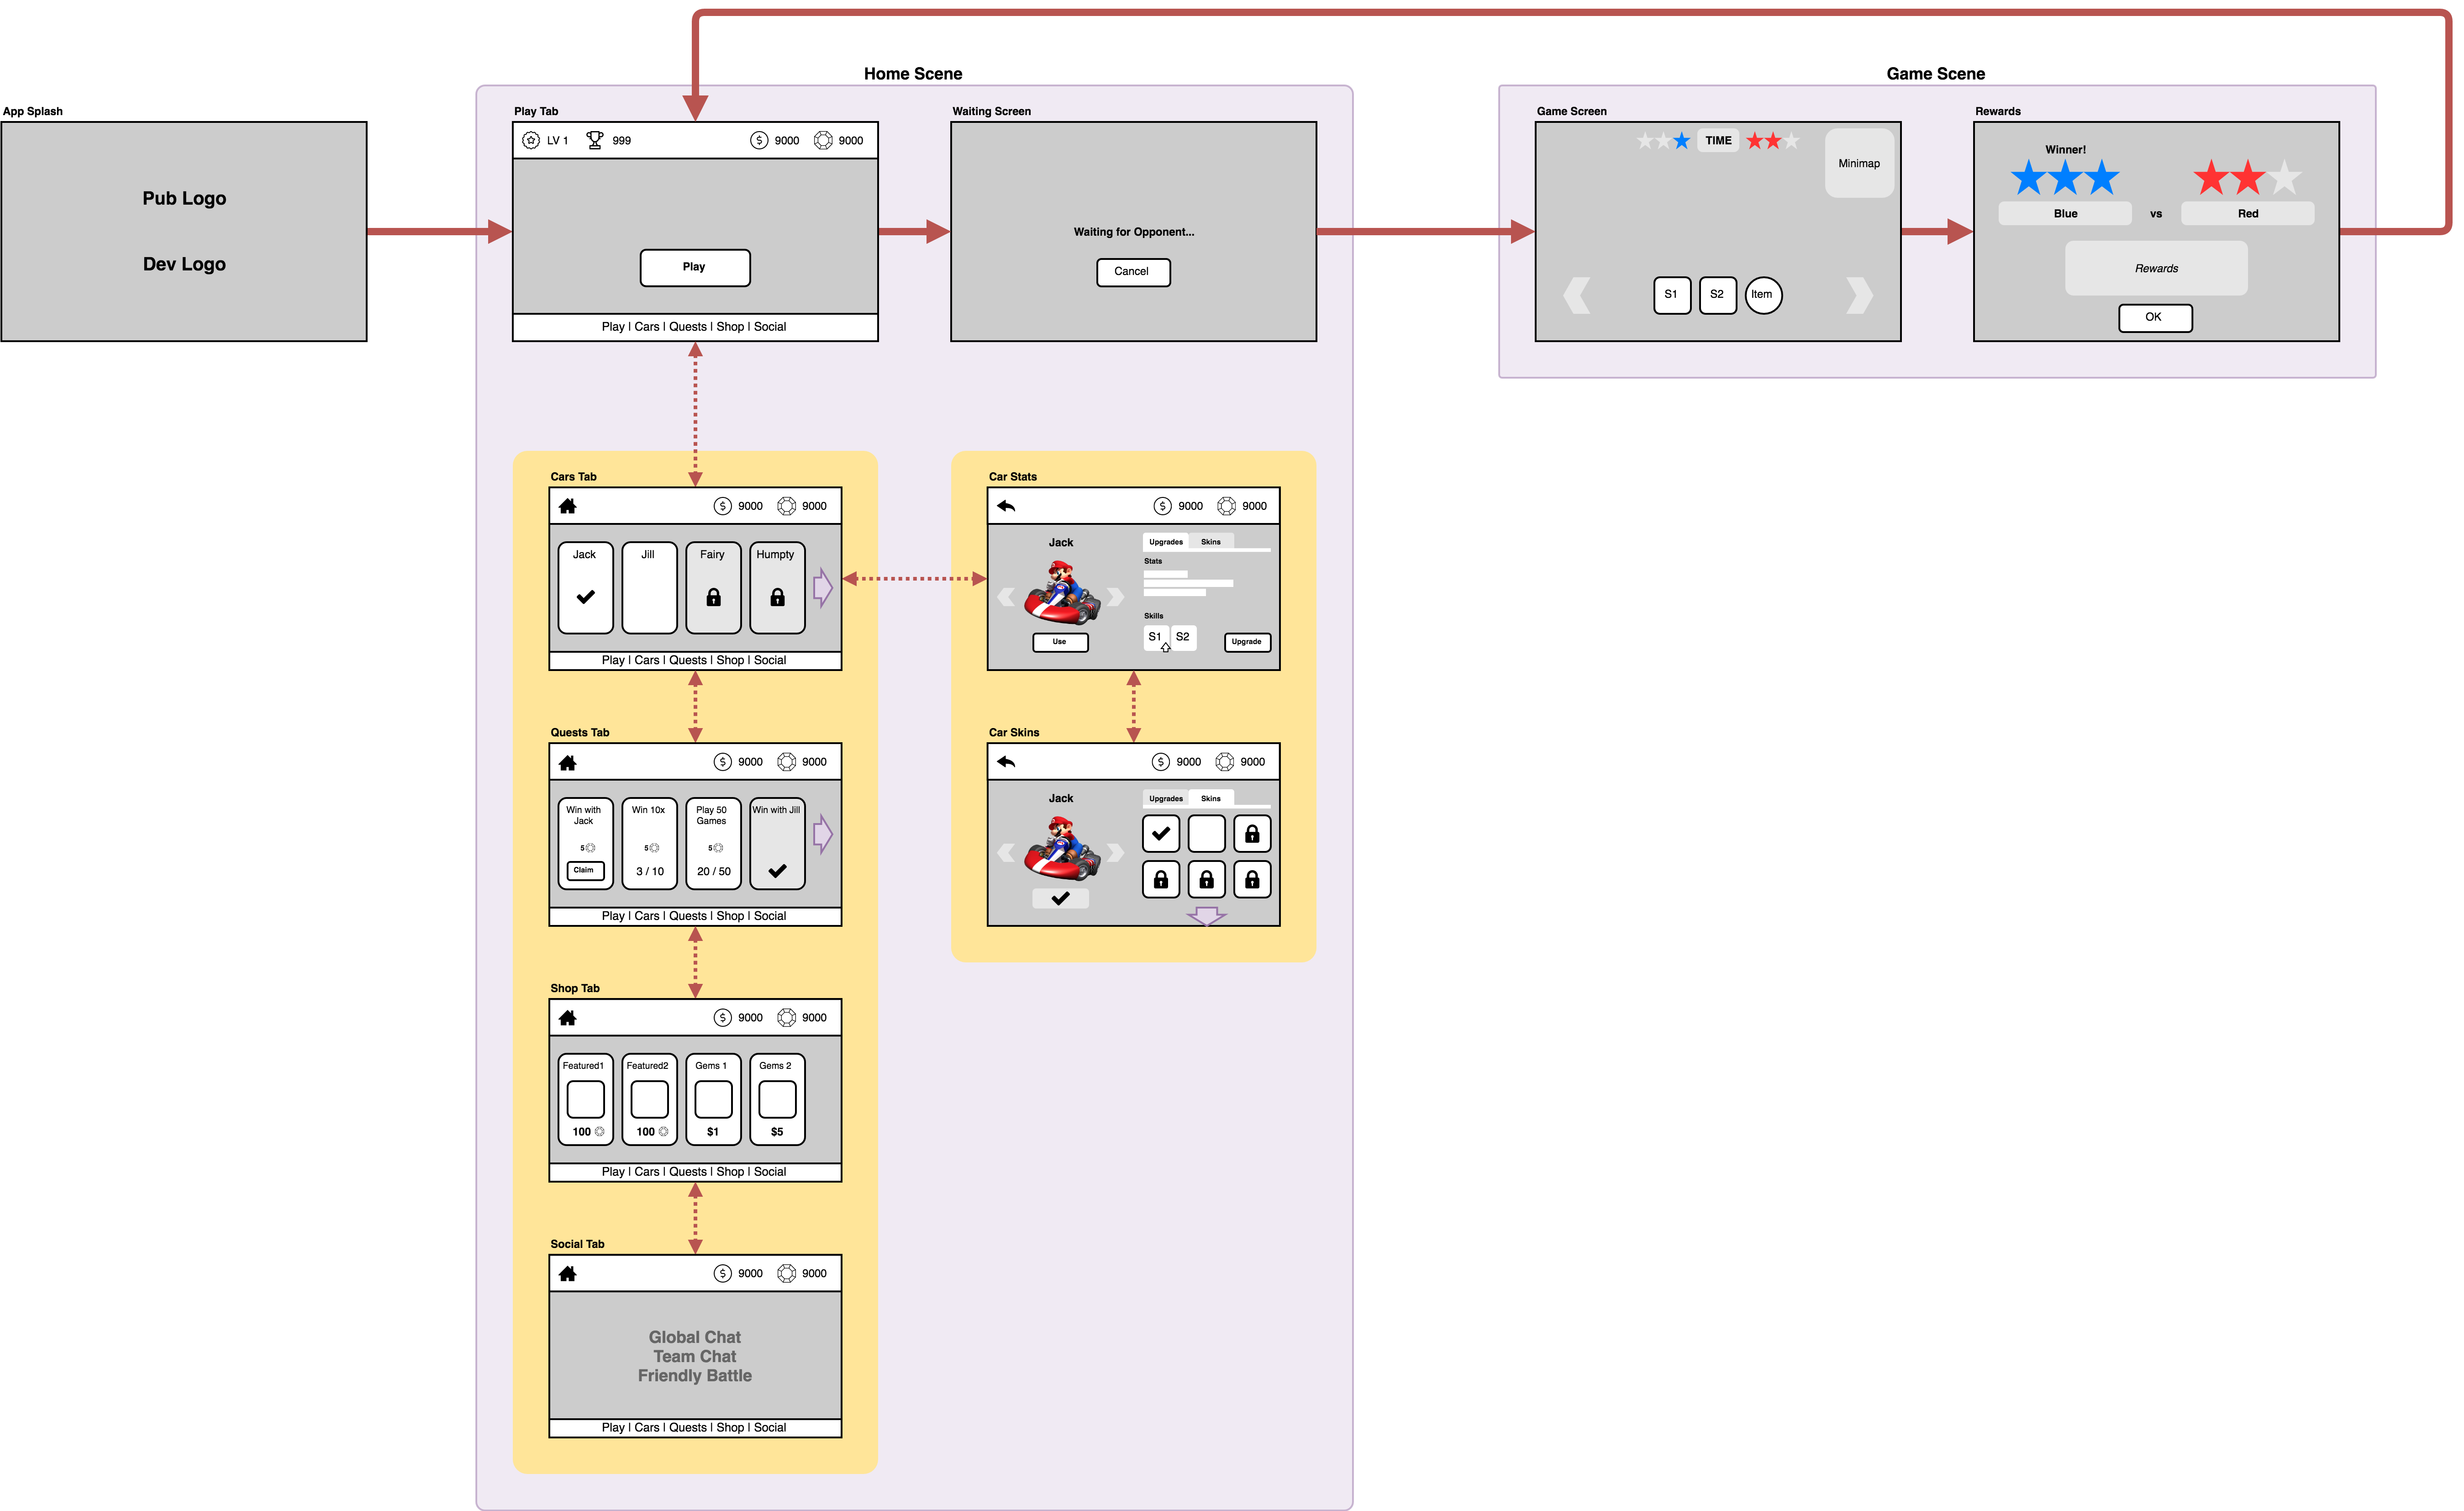 Home Scene
Game Scene
App Splash
Pub Logo
Dev Logo
Play Tab
LV 1
999
9000
9000
Play
Play | Cars | Quests | Shop | Social
Waiting Screen
Waiting for Opponent...
Cancel
Game Screen
TIME
Minimap
S1
S2
Item
Rewards
Winner!
Blue
vs
Red
Rewards
OK
Cars Tab
$
9000
9000
Jack
Jill
Fairy
Humpty
Play | Cars | Quests | Shop | Social
Car Stats
$
9000
9000
Jack
Upgrades
Skins
Stats
Skills
S1
S2
Use
Upgrade
Quests Tab
$
9000
9000
Win with
Jack
5
Claim
Win 10x
5
3 / 10
Play 50
Games
5
20 / 50
Win with Jill
Play | Cars | Quests | Shop | Social
Car Skins
$
9000
9000
Jack
Upgrades
Skins
Shop Tab
$
9000
9000
Featured1
100
Featured2
100
Gems 1
$1
Gems 2
$5
Play | Cars | Quests | Shop | Social
Social Tab
$
9000
9000
Global Chat
Team Chat
Friendly Battle
Play | Cars | Quests | Shop | Social